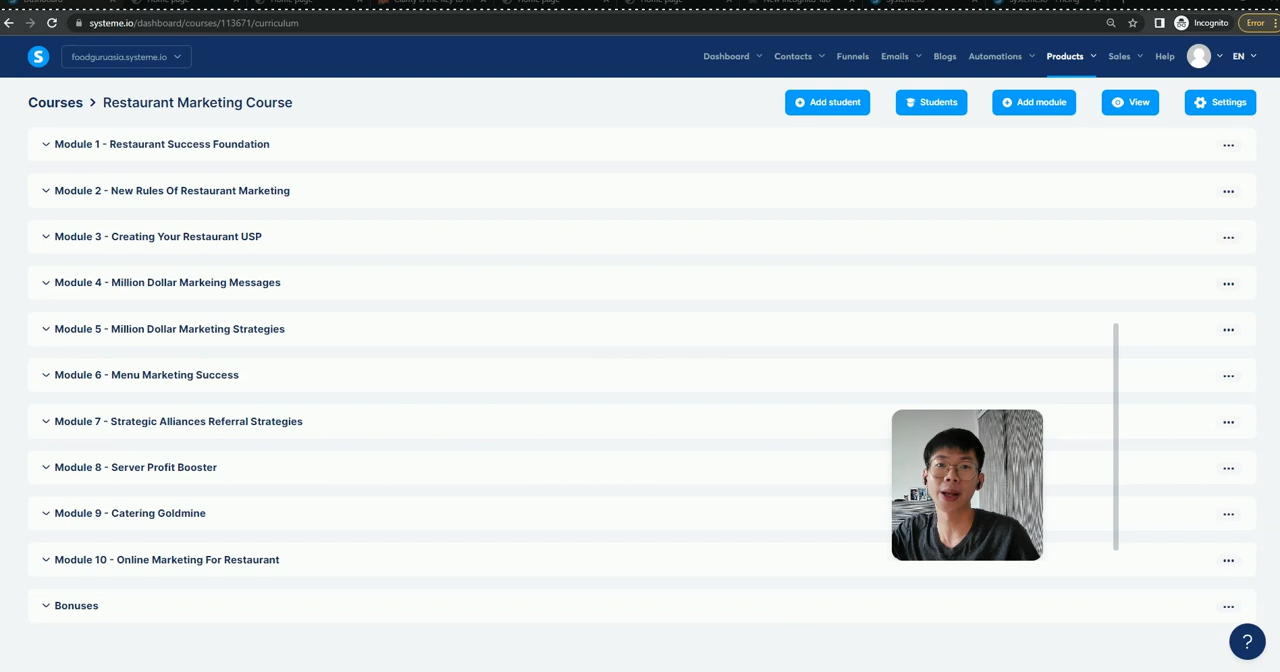 systeme.io/dashboard/courses/113671/curriculum
Incognito
Error
S
foodguruasia.systeme.io
Dashboard
Contacts
Funnels
Emails
Blogs
Automations
Products
Sales
Help
EN
Courses > Restaurant Marketing Course
Add student
Students
Add module
View
Settings
Module 1 - Restaurant Success Foundation
Module 2 - New Rules Of Restaurant Marketing
Module 3 - Creating Your Restaurant USP
Module 4 - Million Dollar Markeing Messages
Module 5 - Million Dollar Marketing Strategies
Module 6 - Menu Marketing Success
Module 7 - Strategic Alliances Referral Strategies
Module 8 - Server Profit Booster
Module 9 - Catering Goldmine
Module 10 - Online Marketing For Restaurant
Bonuses
?